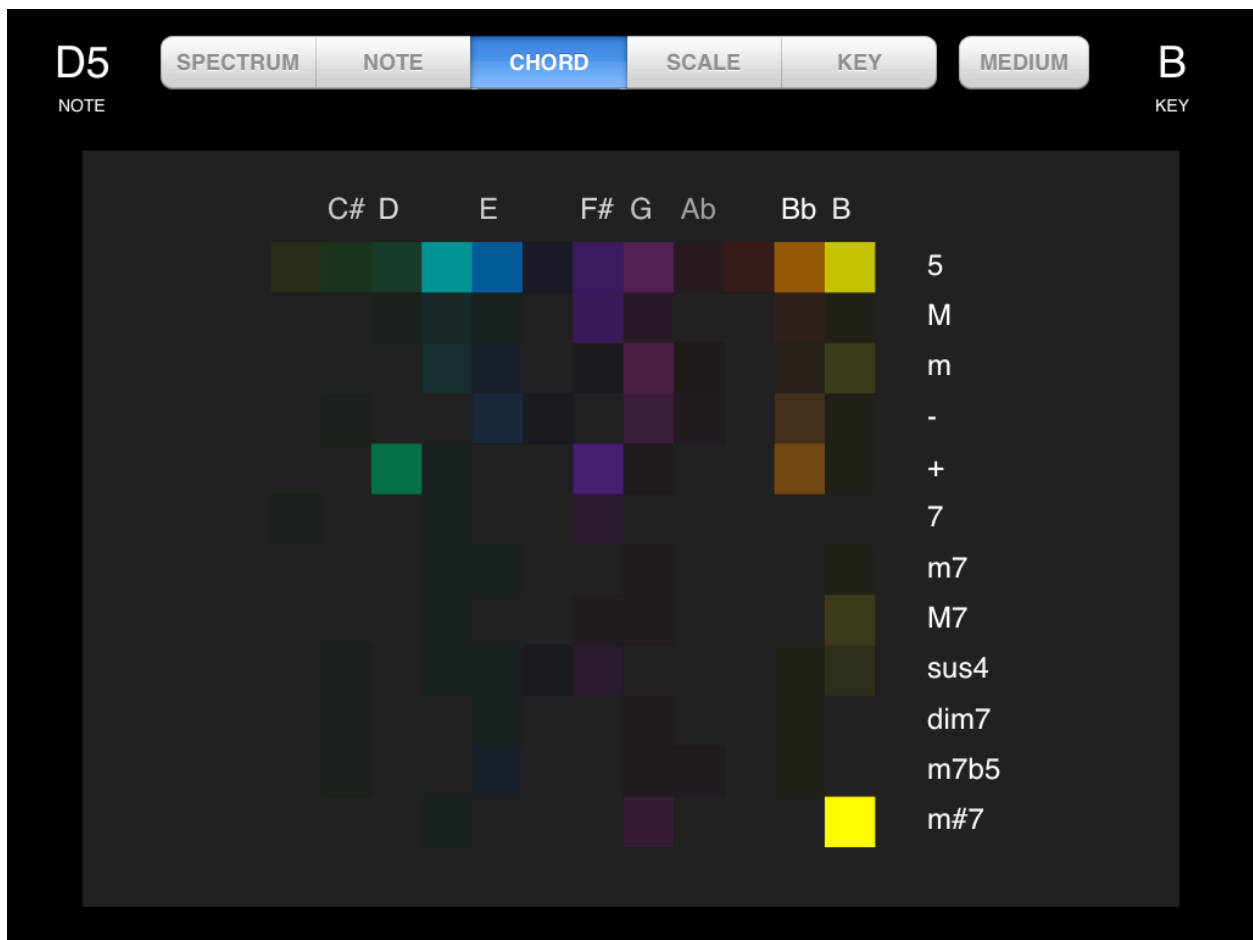 D5 SPECTRUM NOTE CHORD SCALE KEY MEDIUM B
NOTE KEY
C# D E F# G Ab Bb B
5
M
m
-
+
7
m7
M7
sus4
dim7
m7b5
m#7